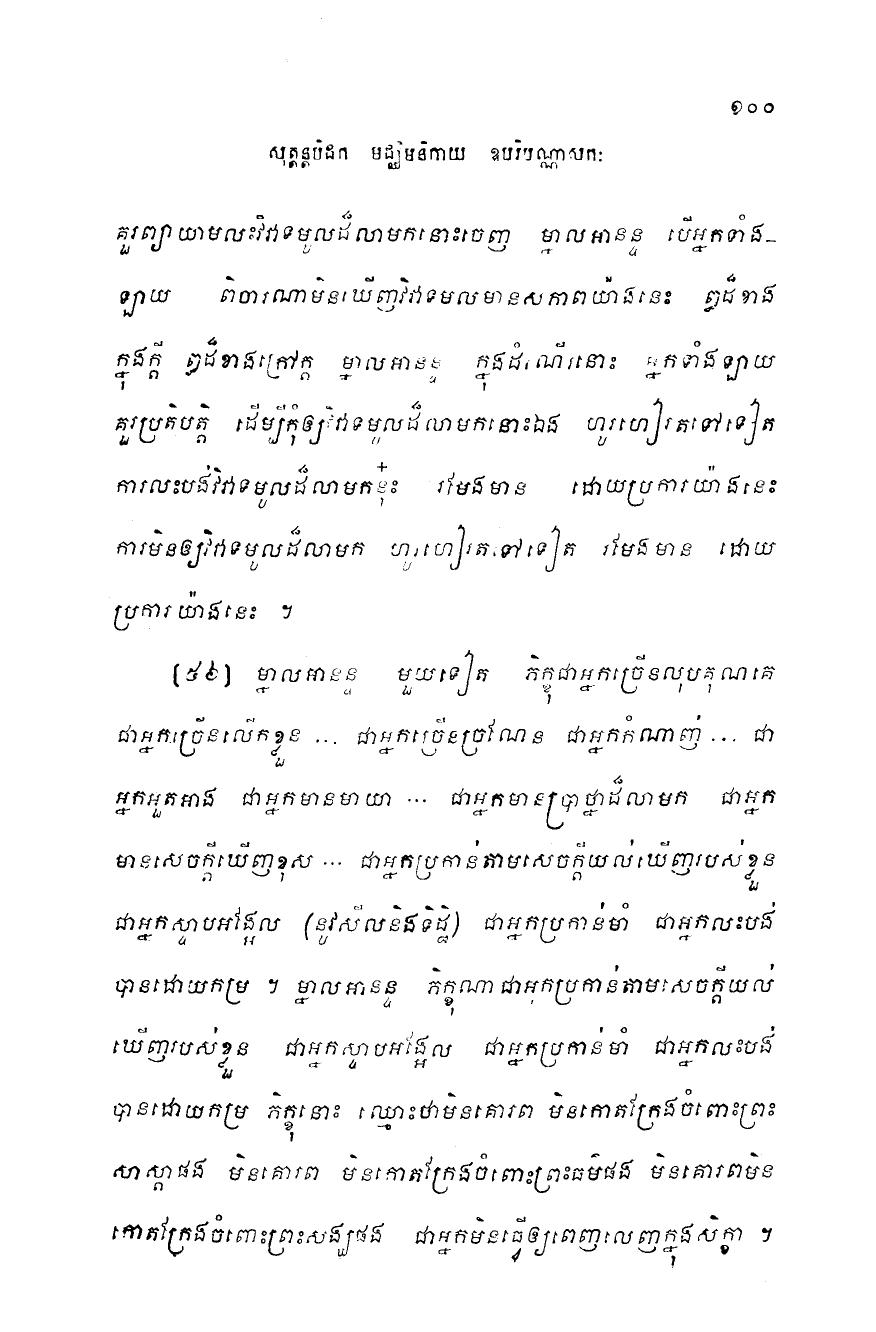 ១០០
សុត្តន្តបិដក មជ្ឈិមនិកាយ ឧបរិបណ្ណាសកៈ
គួរព្យាយាមលះវិវាទមូលដ៏លាមកនោះចេញ ម្នាលអានន្ទ បើអ្នកទាំង-
ឡាយ ពិចារណាមិនឃើញវិវាទមូលមានសភាពយ៉ាងនេះ ឰដ៏ខាង
ក្នុងក្តី ឰដ៏ខាងក្រៅក្តី ម្នាលអានន្ទ ក្នុងដំណើរនោះ អ្នកទាំងឡាយ
គួរប្រតិបត្តិ ដើម្បីកុំឲ្យវិវាទមូលដ៏លាមកនោះឯង ហូរហៀរតទៅទៀត
ការលះបង់វិវាទមូលដ៏លាមកនុ៎ះ រមែងមាន ដោយប្រការយ៉ាងនេះ
ការមិនឲ្យវិវាទមូលដ៏លាមក ហូរហៀរតទៅទៀត រមែងមាន ដោយ
ប្រការយ៉ាងនេះ ។
[៥៩] ម្នាលអានន្ទ មួយទៀត ភិក្ខុជាអ្នកច្រើនលុបគុណគេ
ជាអ្នកច្រើនលើកខ្លួន ... ជាអ្នកច្រើនច្រណែន ជាអ្នកកំណាញ់ ... ជា
អ្នកអួតអាង ជាអ្នកមានមាយា ... ជាអ្នកមានប្រាថ្នាដ៏លាមក ជាអ្នក
មានសេចក្តីឃើញខុស ... ជាអ្នកប្រកាន់តាមសេចក្តីយល់ឃើញរបស់ខ្លួន
ជាអ្នកស្ទាបអង្អែល (នូវសីលនិងទិដ្ឋិ) ជាអ្នកប្រកាន់មាំ ជាអ្នកលះបង់
បានដោយកម្រ ។ ម្នាលអានន្ទ ភិក្ខុណាជាអ្នកប្រកាន់តាមសេចក្តីយល់
ឃើញរបស់ខ្លួន ជាអ្នកស្ទាបអង្អែល ជាអ្នកប្រកាន់មាំ ជាអ្នកលះបង់
បានដោយកម្រ ភិក្ខុនោះ ឈ្មោះថាមិនគោរព មិនកោតក្រែងចំពោះព្រះ
សាស្តាផង មិនគោរព មិនកោតក្រែងចំពោះព្រះធម៌ផង មិនគោរពមិន
កោតក្រែងចំពោះព្រះសង្ឃផង ជាអ្នកមិនធ្វើឲ្យពេញលេញក្នុងសិក្ខា ។